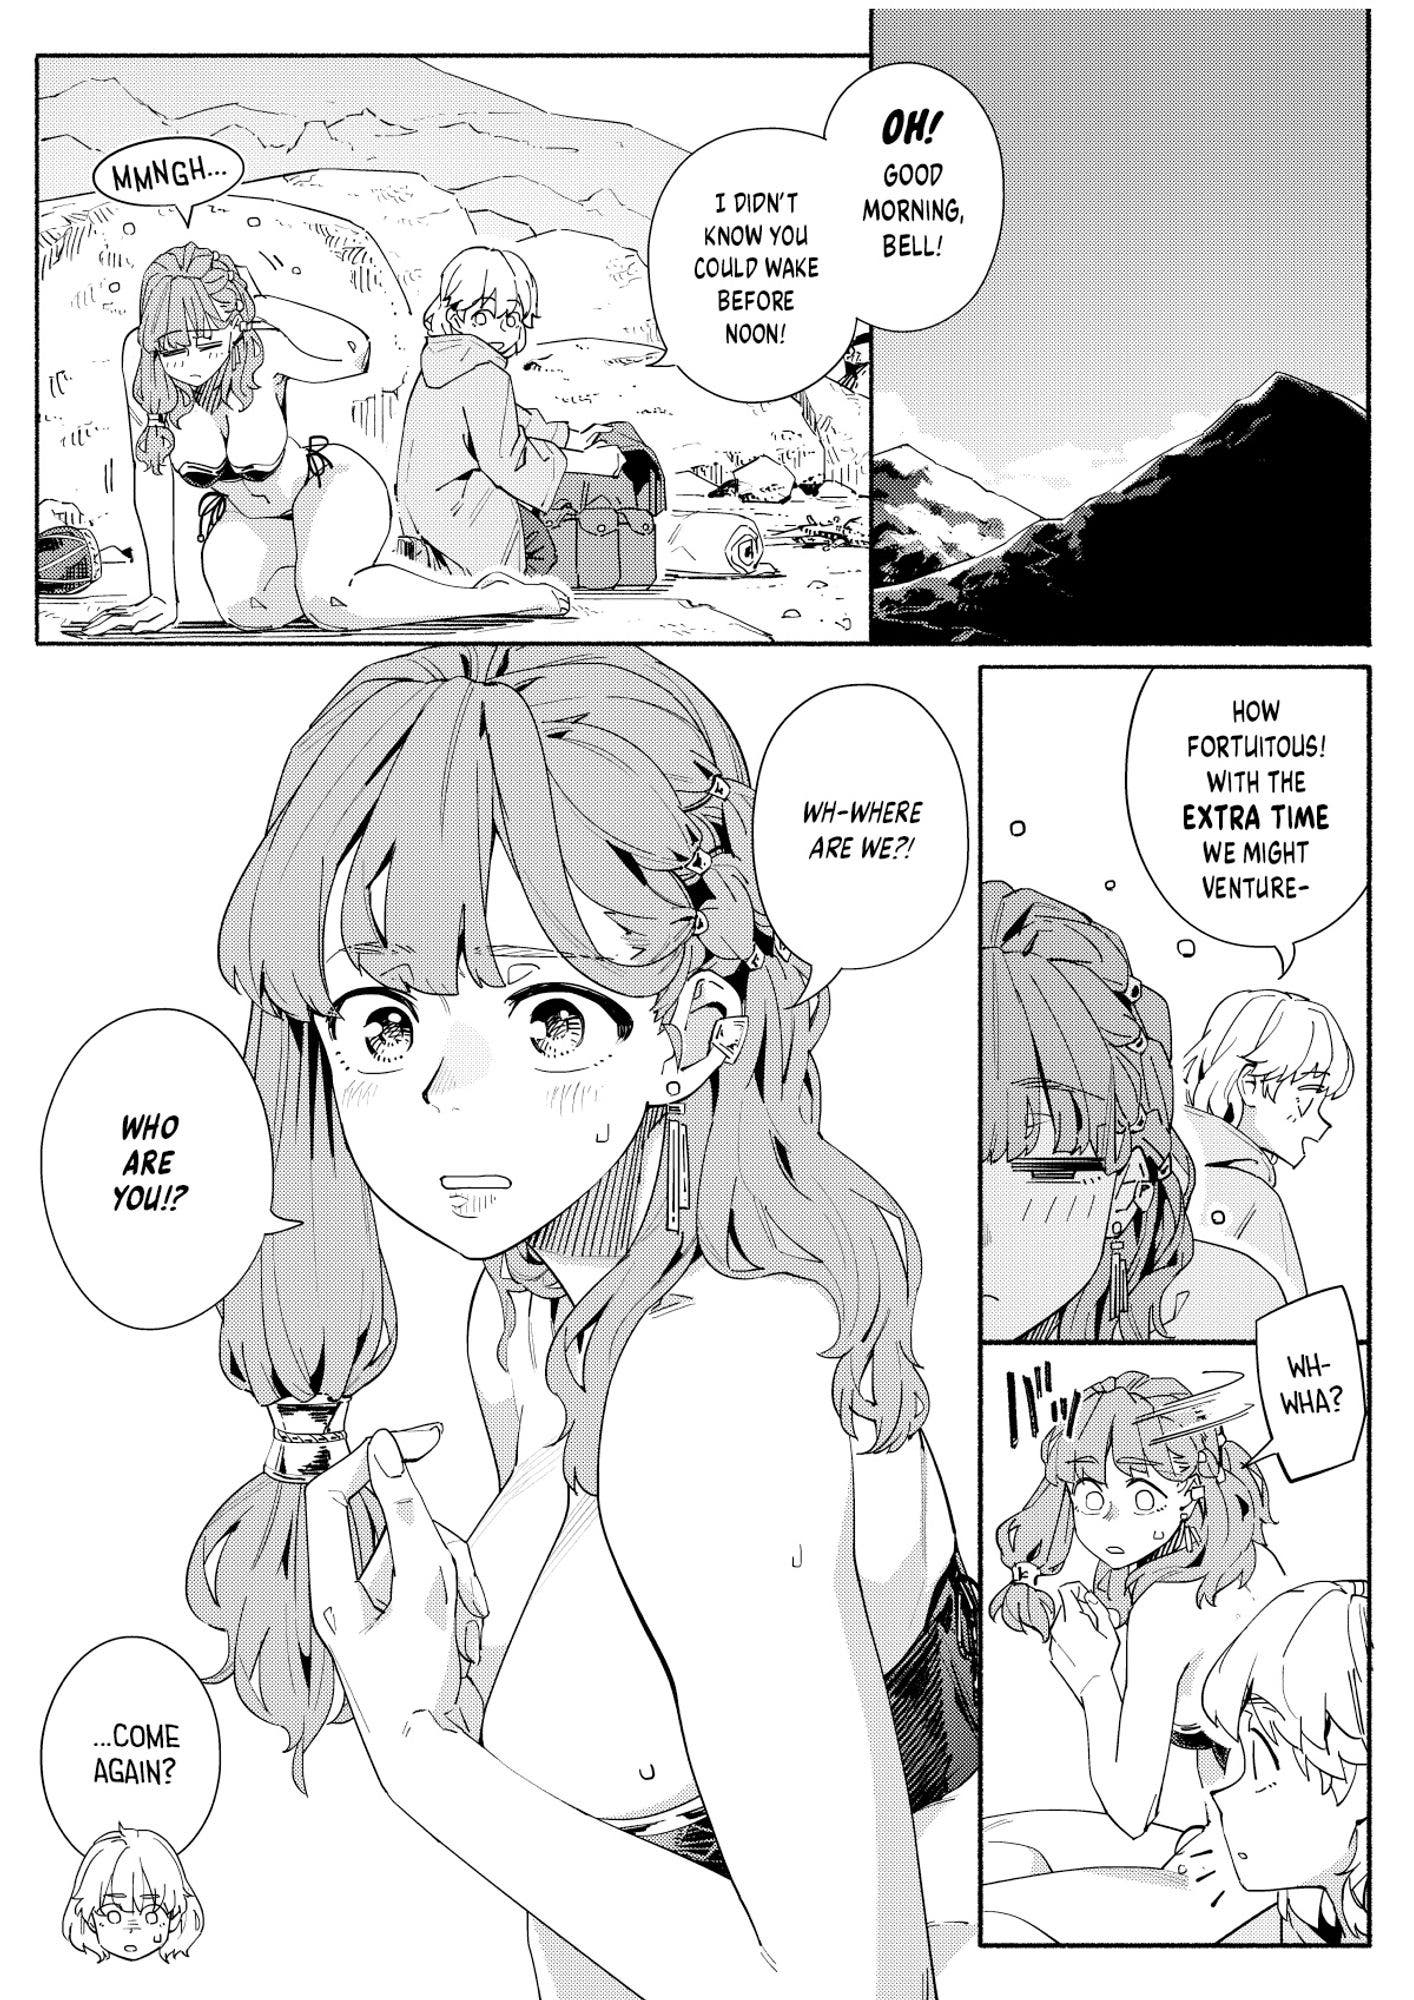 OH!
GOOD
MORNING,
BELL!
I DIDN'T
KNOW YOU
COULD WAKE
BEFORE
NOON!
MMNGH...
HOW
FORTUITOUS!
WITH THE
EXTRA TIME
WE MIGHT
VENTURE-
WH-
WHA?
WH-WHERE
ARE WE?!
WHO
ARE
YOU!?
...COME
AGAIN?